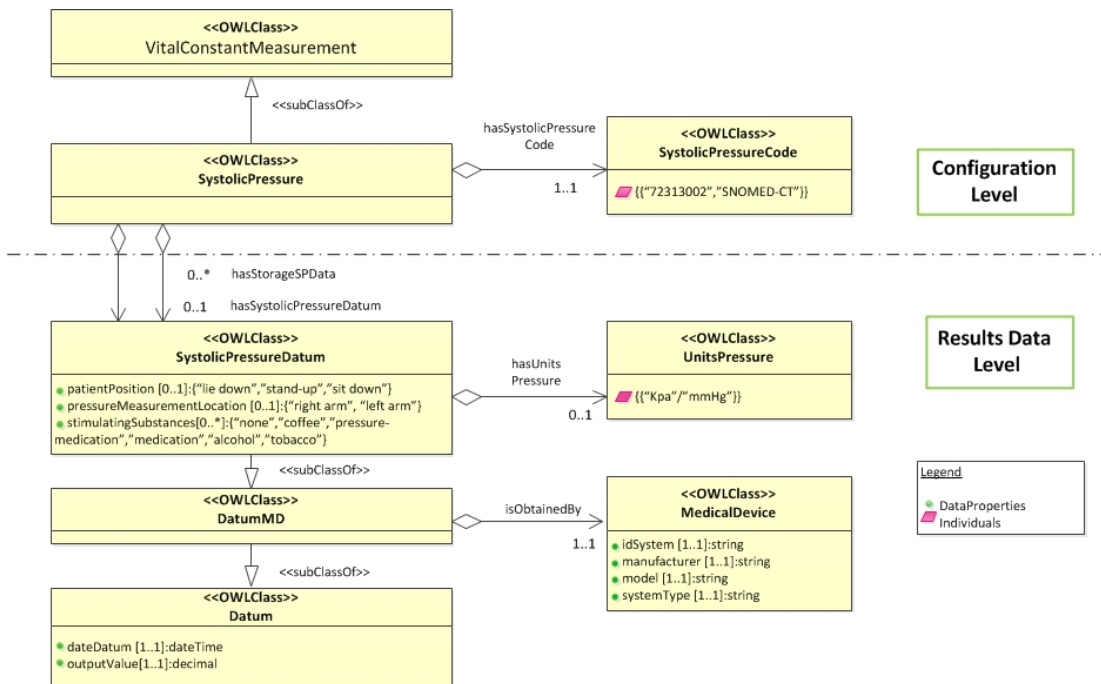 <<OWLClass>>
VitalConstantMeasurement
<<subClassOf>>
<<OWLClass>>
SystolicPressure
hasSystolicPressure
Code
1..1
<<OWLClass>>
SystolicPressureCode
{{“72313002”,”SNOMED-CT”}}
Configuration
Level
0..*
hasStorageSPData
0..1
hasSystolicPressureDatum
<<OWLClass>>
SystolicPressureDatum
patientPosition [0..1]:{“lie down”,”stand-up”,”sit down”}
pressureMeasurementLocation [0..1]:{“right arm”, “left arm”}
stimulatingSubstances[0..*]:{“none”,”coffee”,”pressure-
medication”,”medication”,”alcohol”,”tobacco”}
hasUnits
Pressure
0..1
<<OWLClass>>
UnitsPressure
{{“Kpa”/”mmHg”}}
Results Data
Level
<<subClassOf>>
<<OWLClass>>
DatumMD
isObtainedBy
1..1
<<OWLClass>>
MedicalDevice
idSystem [1..1]:string
manufacturer [1..1]:string
model [1..1]:string
systemType [1..1]:string
Legend
DataProperties
Individuals
<<subClassOf>>
<<OWLClass>>
Datum
dateDatum [1..1]:dateTime
outputValue[1..1]:decimal